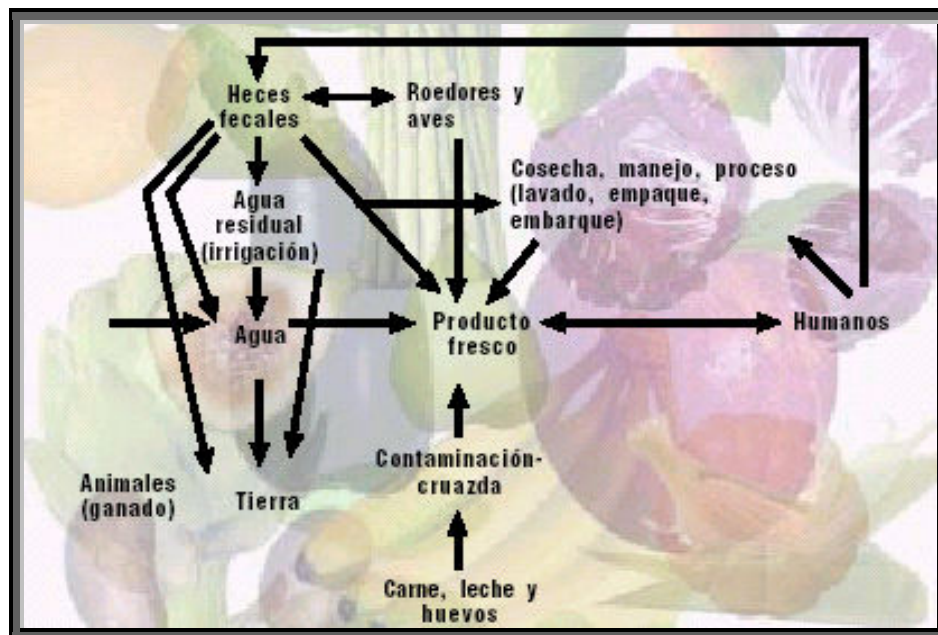 Heces
fecales
Roedores y
aves
Cosecha, manejo, proceso
(lavado, empaque,
embarque)
Agua
residual
(irrigación)
Agua
Producto
fresco
Humanos
Contaminación-
cruazda
Animales
(ganado)
Tierra
Carne, leche y
huevos